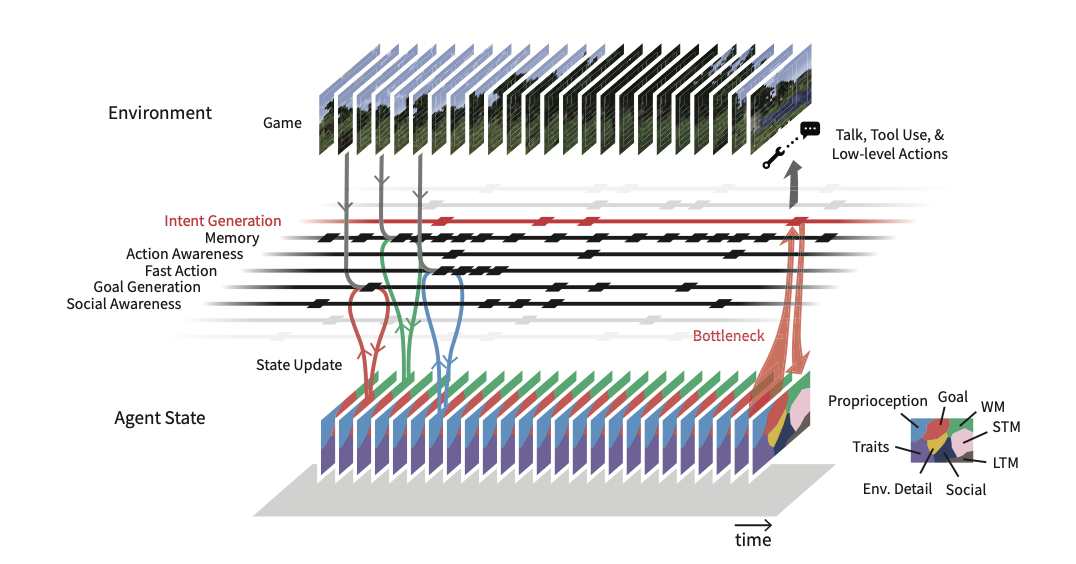 Environment
Game
Talk, Tool Use, &
Low-level Actions
Intent Generation
Memory
Action Awareness
Fast Action
Goal Generation
Social Awareness
Bottleneck
State Update
Agent State
Proprioception
Goal
WM
STM
Traits
LTM
Env. Detail
Social
time